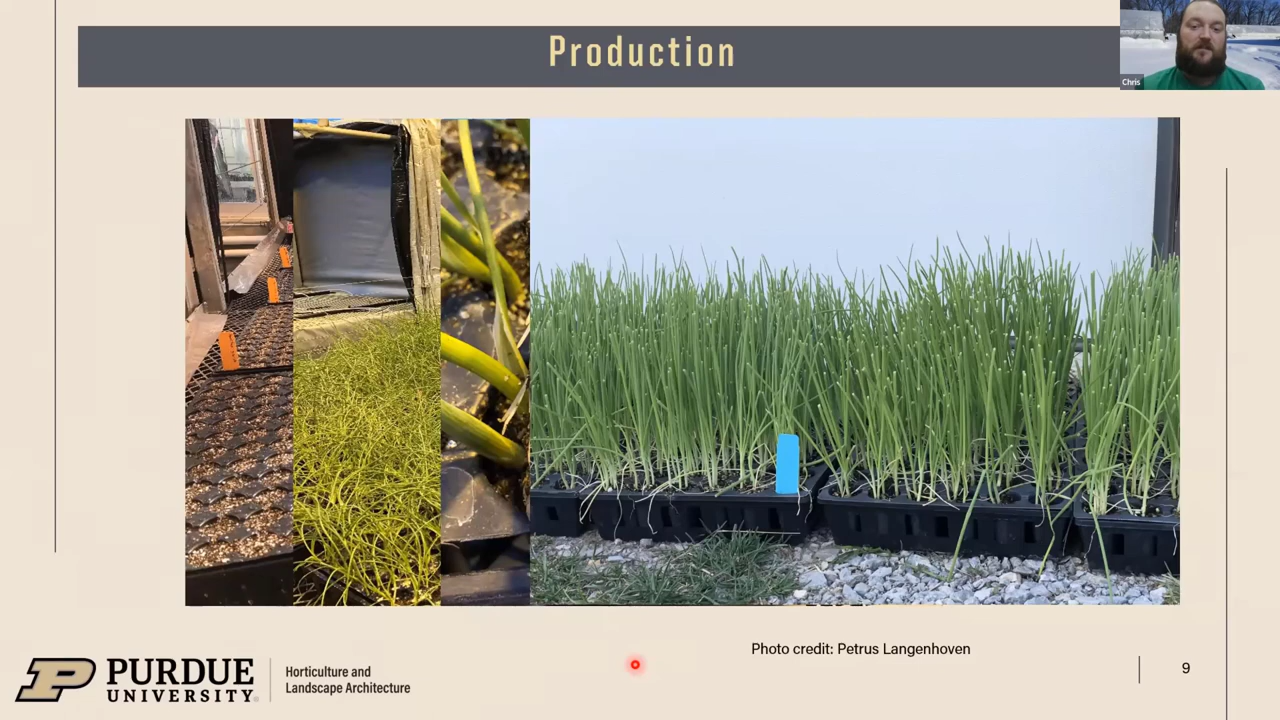 Production
Chris
Photo credit: Petrus Langenhoven
PURDUE
UNIVERSITY
Horticulture and
Landscape Architecture
9